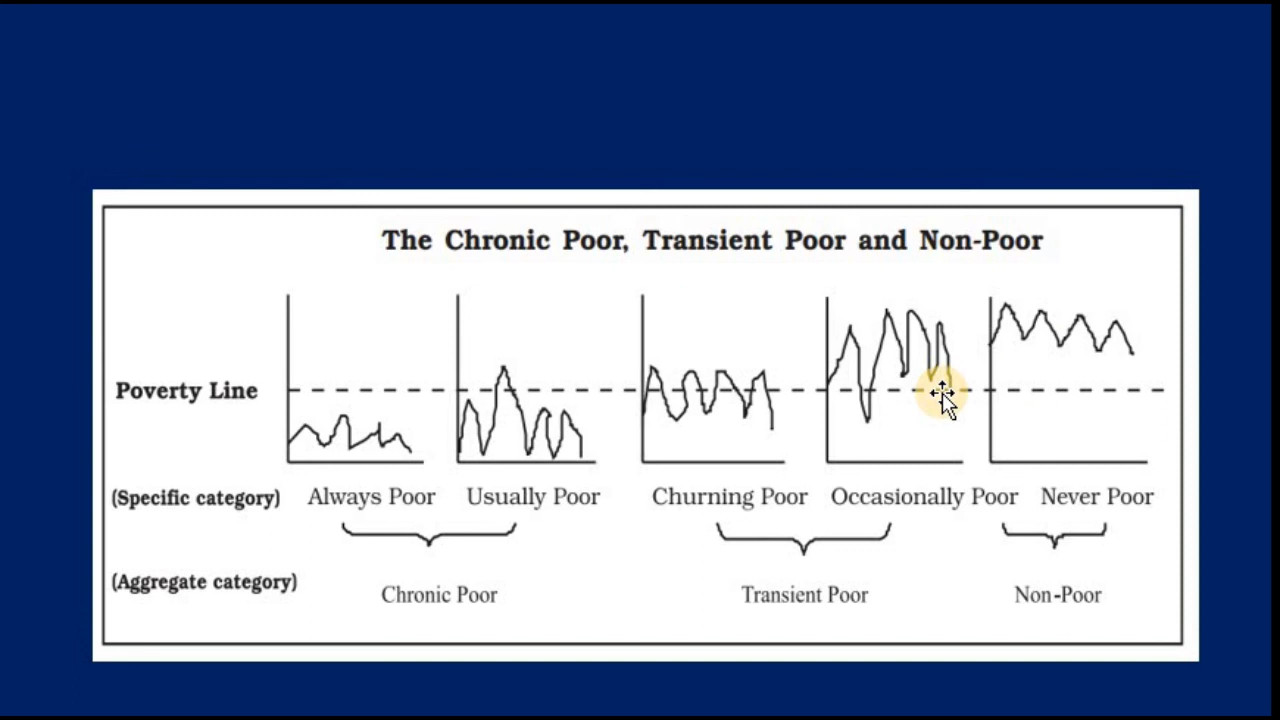 The Chronic Poor, Transient Poor and Non-Poor
Poverty Line
(Specific category) Always Poor Usually Poor Churning Poor Occasionally Poor Never Poor
(Aggregate category)
Chronic Poor Transient Poor Non-Poor